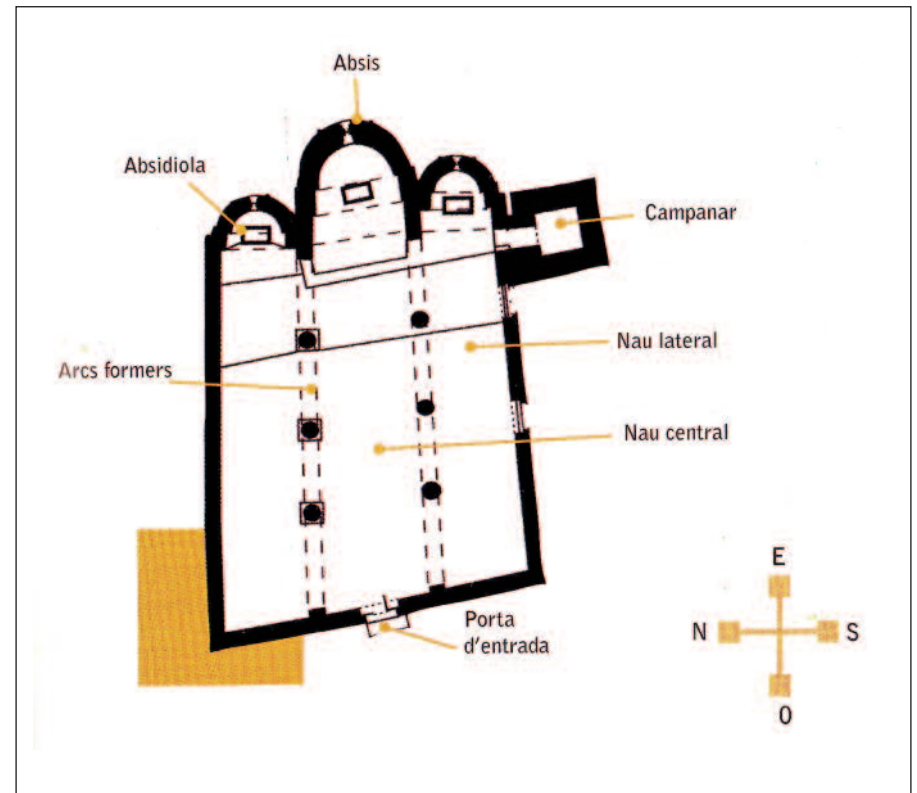 Absis
Absidiola
Campanar
Nau lateral
Arcs formers
Nau central
Porta
d'entrada
E
N
S
O